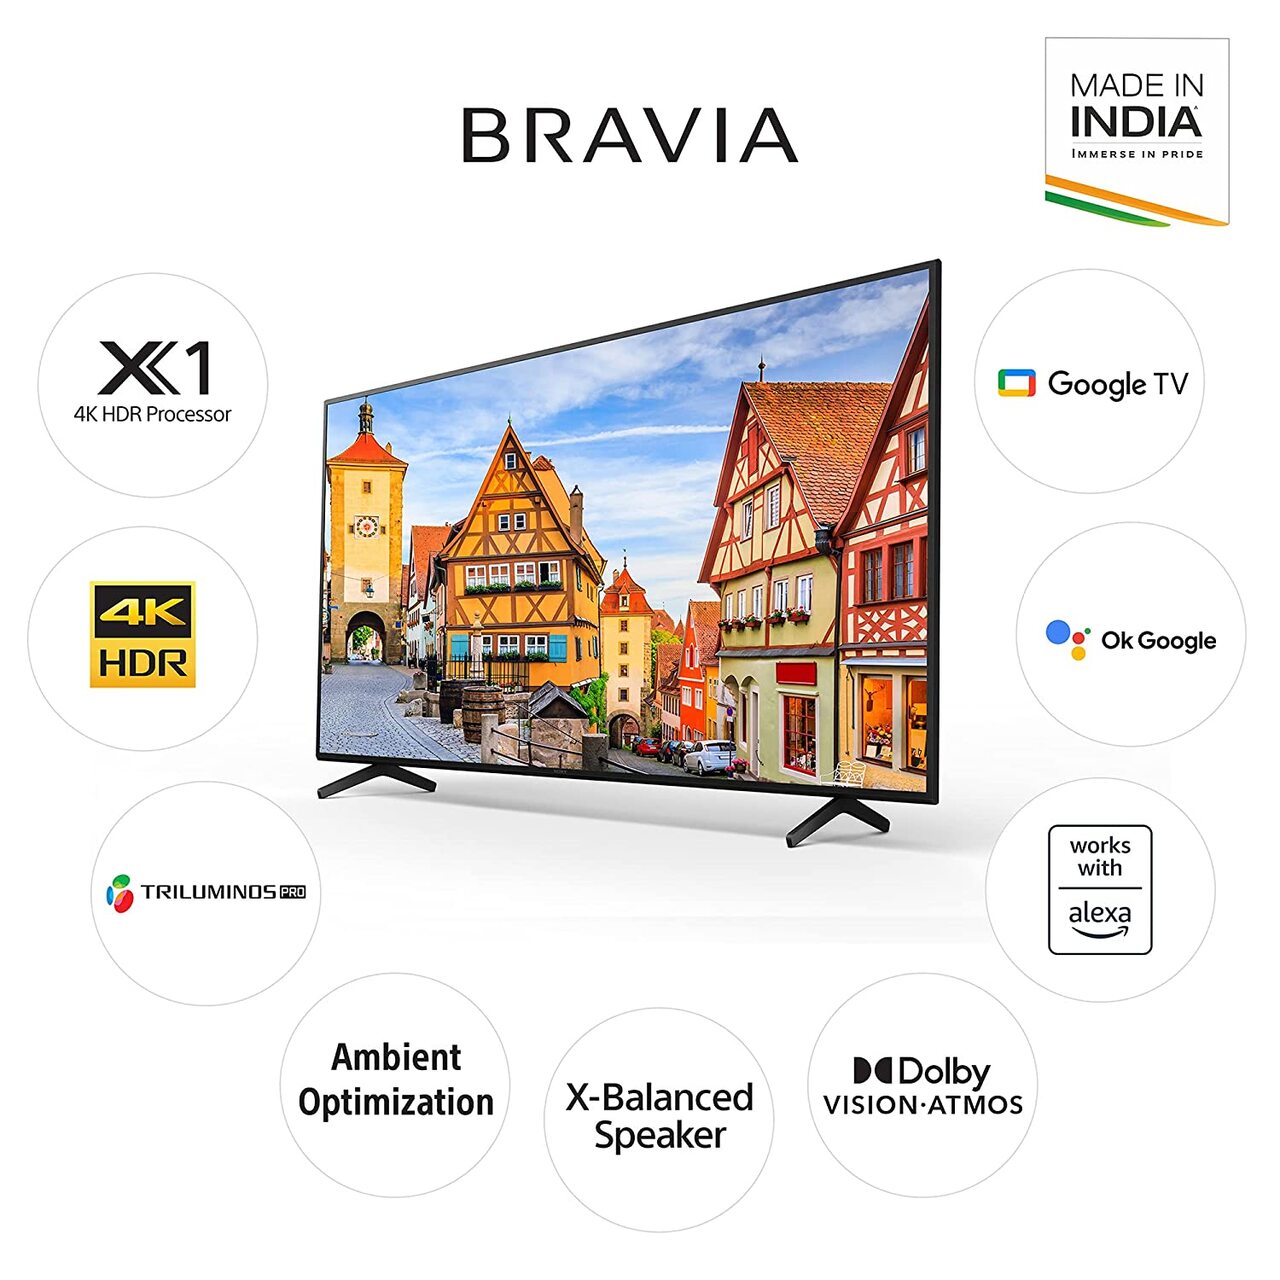 BRAVIA
MADE IN
INDIA
IMMERSE IN PRIDE
X1
4K HDR Processor
Google TV
4K
HDR
Ok Google
TRILUMINOS PRO
works
with
alexa
Ambient
Optimization
X-Balanced
Speaker
Dolby
VISION·ATMOS
SONY